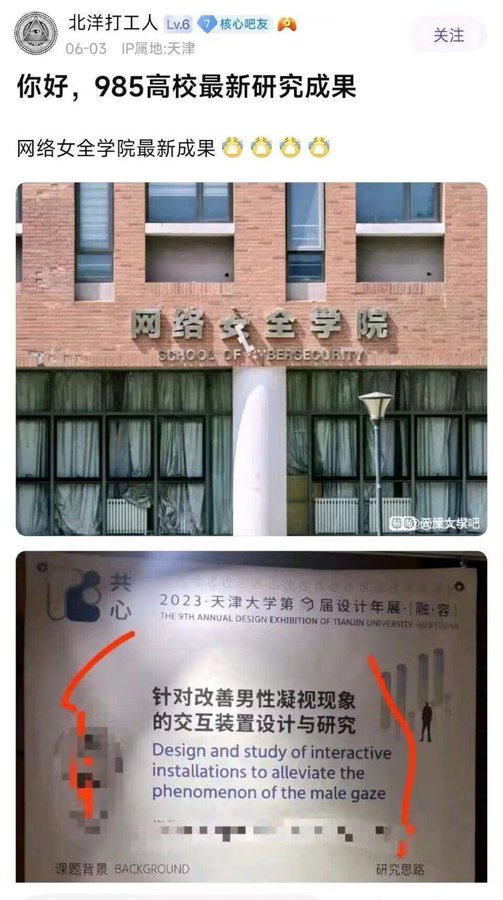 北洋打工人 Lv.6 7 核心吧友
06-03 IP属地:天津
关注
你好，985高校最新研究成果
网络女全学院最新成果
网络女全学院
SCHOOL OF CYBERSECURITY
共心
2023·天津大学第9届设计年展·[融·容]
THE 9TH ANNUAL DESIGN EXHIBITION OF TIANJIN UNIVERSITY
针对改善男性凝视现象
的交互装置设计与研究
Design and study of interactive
installations to alleviate the
phenomenon of the male gaze
课题背景 BACKGROUND
研究思路